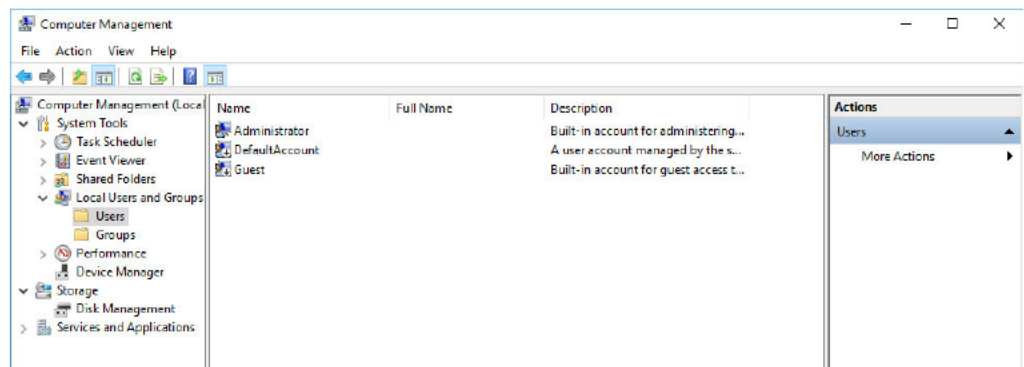 Computer Management
File Action View Help
Computer Management (Local
System Tools
Task Scheduler
Event Viewer
Shared Folders
Local Users and Groups
Users
Groups
Performance
Device Manager
Storage
Disk Management
Services and Applications
Name Full Name Description
Administrator Built-in account for administering...
DefaultAccount A user account managed by the s...
Guest Built-in account for guest access t...
Actions
Users
More Actions